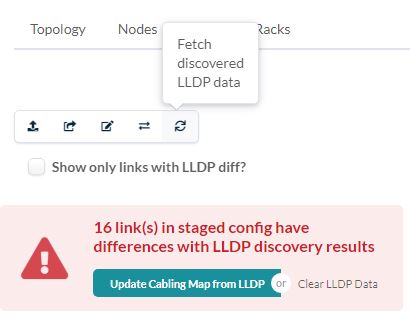 Topology Nodes Racks
Fetch
discovered
LLDP data
Show only links with LLDP diff?
16 link(s) in staged config have
differences with LLDP discovery results
Update Cabling Map from LLDP or Clear LLDP Data